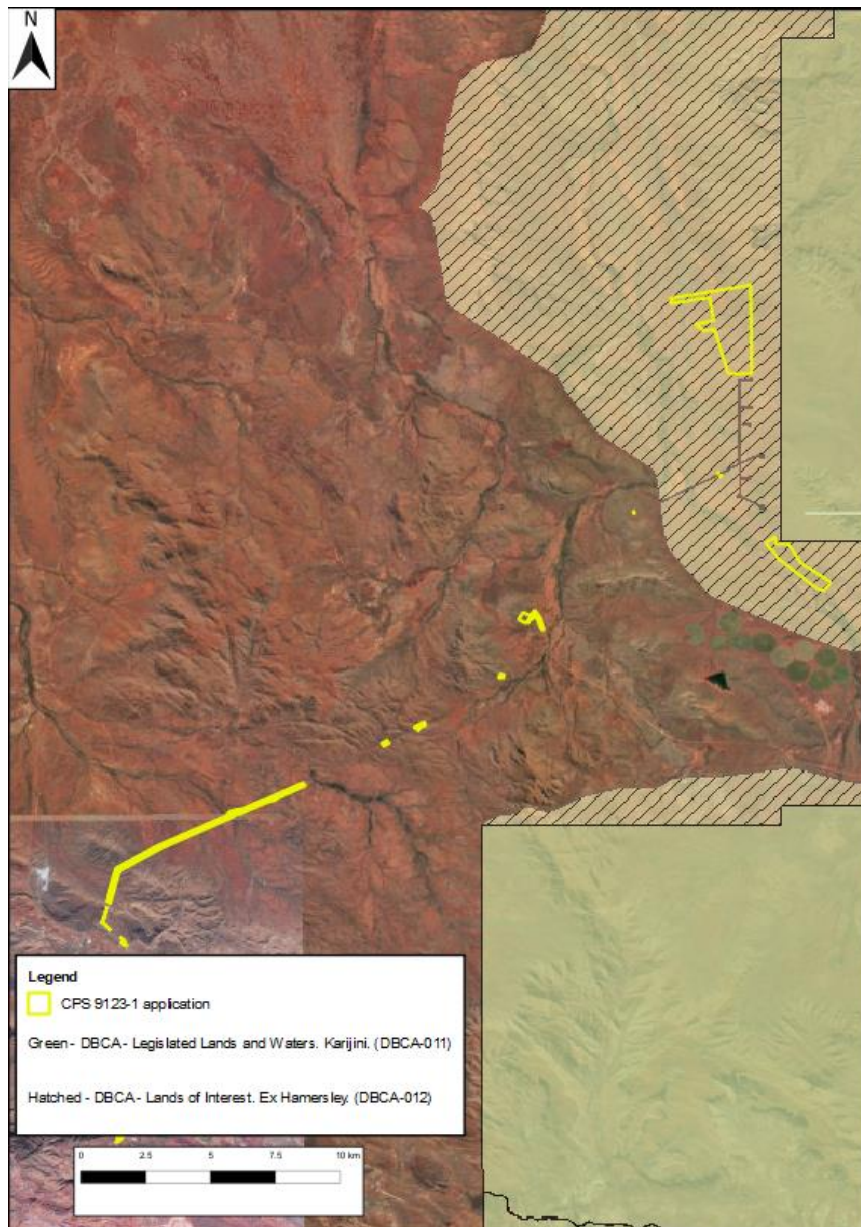 N
Legend
CPS 9123-1 application
Green - DBCA - Legislated Lands and Waters. Karijini. (DBCA-011)
Hatched - DBCA - Lands of Interest. Ex Hamersley. (DBCA-012)
0 2.5 5 7.5 10 km